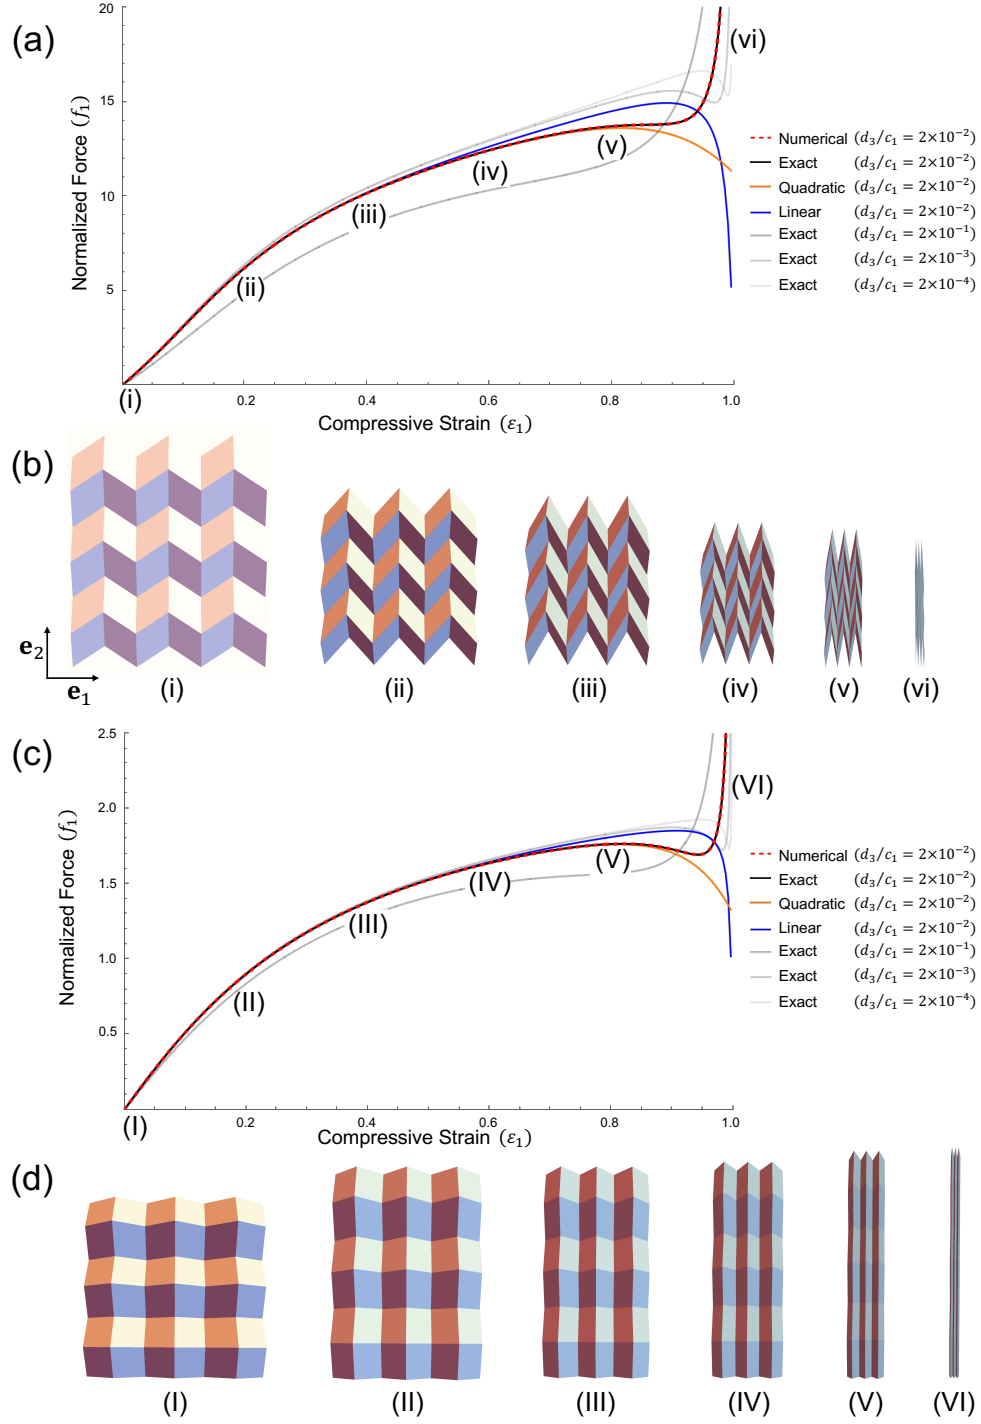 (a)
20
15
10
5
Normalized Force (f₁)
(i)
(ii)
(iii)
(iv)
(v)
(vi)
0.2
0.4
0.6
0.8
1.0
Compressive Strain (ε₁)
Numerical (d₃/c₁ = 2×10⁻²)
Exact (d₃/c₁ = 2×10⁻²)
Quadratic (d₃/c₁ = 2×10⁻²)
Linear (d₃/c₁ = 2×10⁻²)
Exact (d₃/c₁ = 2×10⁻¹)
Exact (d₃/c₁ = 2×10⁻³)
Exact (d₃/c₁ = 2×10⁻⁴)
(b)
e₂
e₁
(i)
(ii)
(iii)
(iv)
(v)
(vi)
(c)
2.5
2.0
1.5
1.0
0.5
Normalized Force (f₁)
(I)
(II)
(III)
(IV)
(V)
(VI)
0.2
0.4
0.6
0.8
1.0
Compressive Strain (ε₁)
Numerical (d₃/c₁ = 2×10⁻²)
Exact (d₃/c₁ = 2×10⁻²)
Quadratic (d₃/c₁ = 2×10⁻²)
Linear (d₃/c₁ = 2×10⁻²)
Exact (d₃/c₁ = 2×10⁻¹)
Exact (d₃/c₁ = 2×10⁻³)
Exact (d₃/c₁ = 2×10⁻⁴)
(d)
(I)
(II)
(III)
(IV)
(V)
(VI)